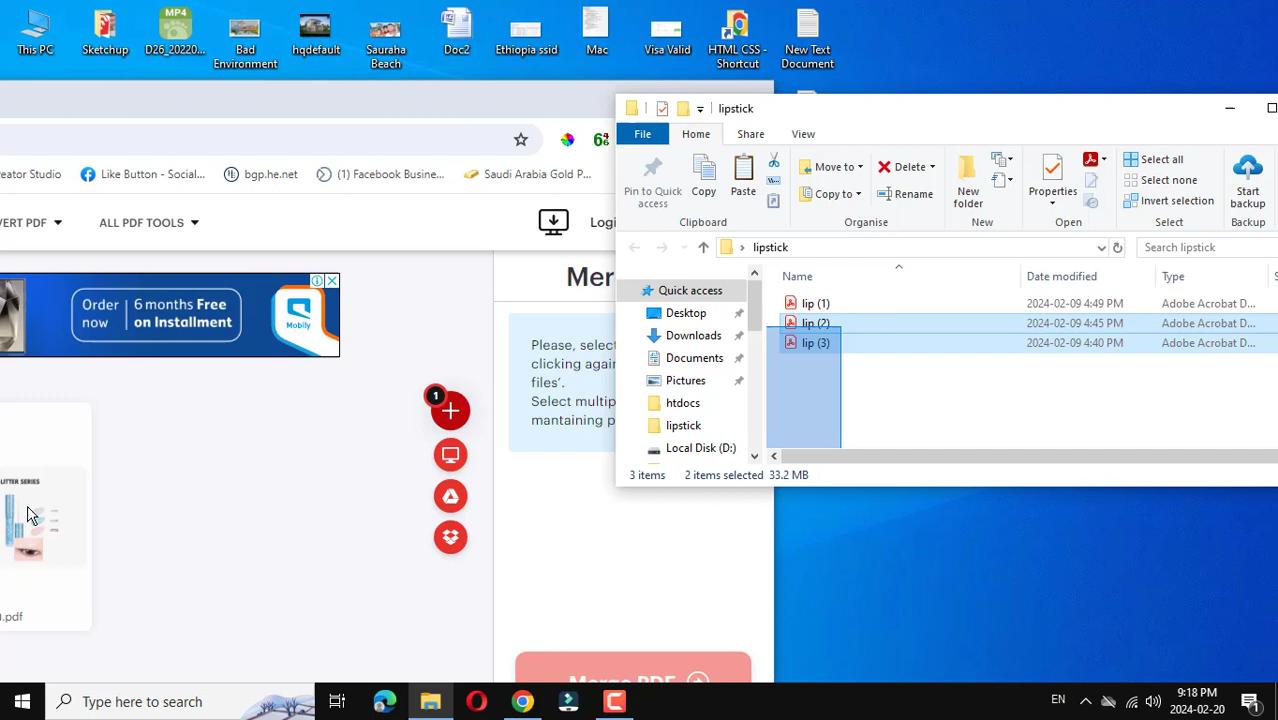 This PC
Sketchup
MP4
D26_20220...
Bad
Environment
hqdefault
Sauraha
Beach
Doc2
Ethiopia ssid
Mac
Visa Valid
HTML CSS -
Shortcut
New Text
Document
lipstick
File
Home
Share
View
Pin to Quick
access
Copy
Paste
Move to
Copy to
Delete
Rename
New
folder
Properties
Select all
Select none
Invert selection
Start
Backup
Clipboard
Organise
New
Open
Select
Backup
lipstick
Search lipstick
Name
Date modified
Type
lip (1)
2024-02-09 4:49 PM
Adobe Acrobat D...
lip (2)
2024-02-09 4:45 PM
Adobe Acrobat D...
lip (3)
2024-02-09 4:40 PM
Adobe Acrobat D...
Quick access
Desktop
Downloads
Documents
Pictures
htdocs
lipstick
Local Disk (D:)
3 items
2 items selected
33.2 MB
eator Studio
Like Button - Social...
bgp.he.net
(1) Facebook Busine...
Saudi Arabia Gold P...
VERT PDF
ALL PDF TOOLS
Logi
Order
now
6 months Free
on Installment
Mobily
Mer
Please, select
clicking again
files'.
Select multip
mantaining p
1
LITTER SERIES
).pdf
Merge PDF
Type here to search
EN
9:18 PM
2024-02-20
1